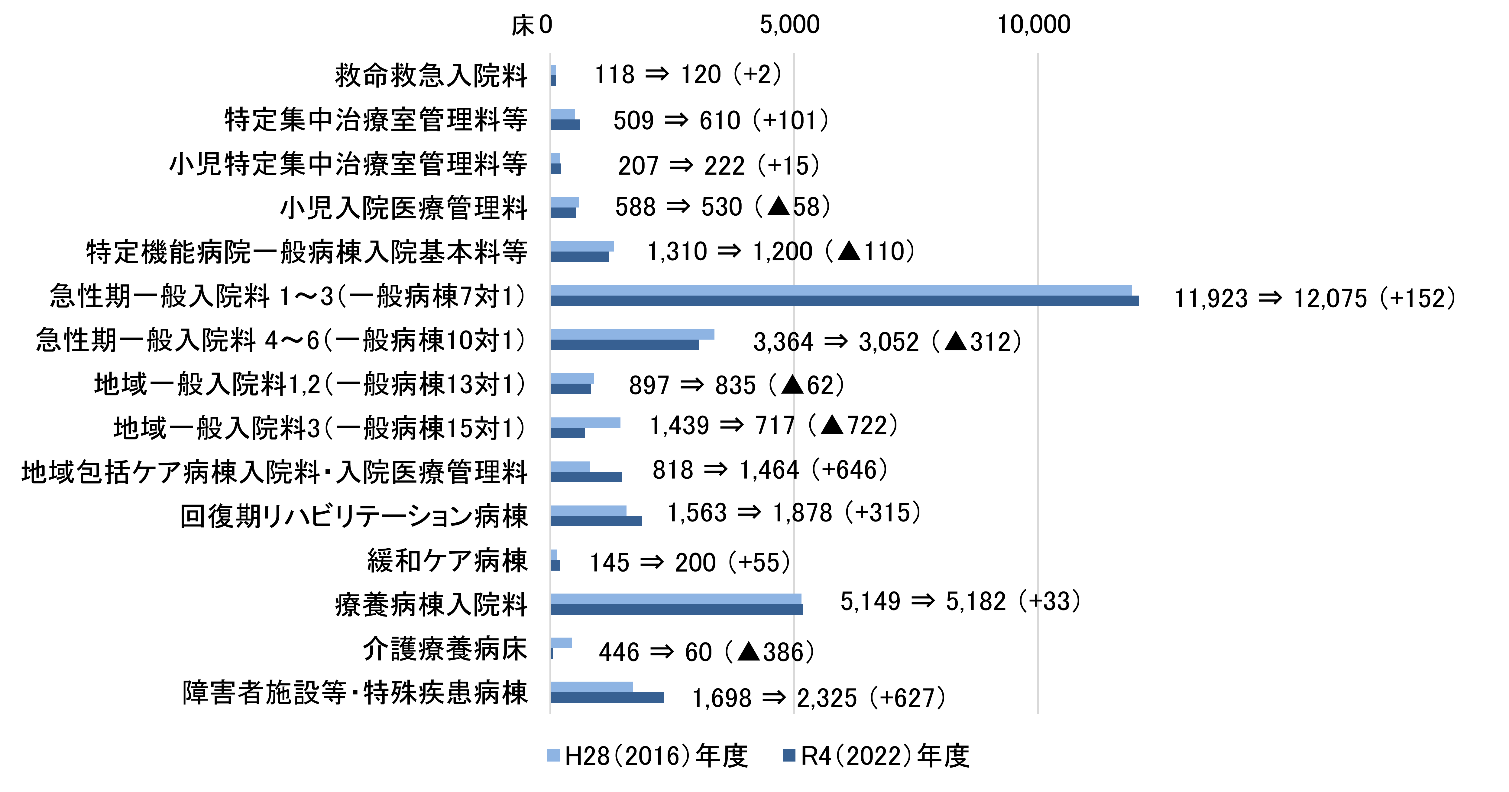 床 0 5,000 10,000
救命救急入院料 118 ⇒ 120 (+2)
特定集中治療室管理料等 509 ⇒ 610 (+101)
小児特定集中治療室管理料等 207 ⇒ 222 (+15)
小児入院医療管理料 588 ⇒ 530 (▲58)
特定機能病院一般病棟入院基本料等 1,310 ⇒ 1,200 (▲110)
急性期一般入院料 1～3(一般病棟7対1) 11,923 ⇒ 12,075 (+152)
急性期一般入院料 4～6(一般病棟10対1) 3,364 ⇒ 3,052 (▲312)
地域一般入院料1,2(一般病棟13対1) 897 ⇒ 835 (▲62)
地域一般入院料3(一般病棟15対1) 1,439 ⇒ 717 (▲722)
地域包括ケア病棟入院料・入院医療管理料 818 ⇒ 1,464 (+646)
回復期リハビリテーション病棟 1,563 ⇒ 1,878 (+315)
緩和ケア病棟 145 ⇒ 200 (+55)
療養病棟入院料 5,149 ⇒ 5,182 (+33)
介護療養病床 446 ⇒ 60 (▲386)
障害者施設等・特殊疾患病棟 1,698 ⇒ 2,325 (+627)
H28(2016)年度 R4(2022)年度